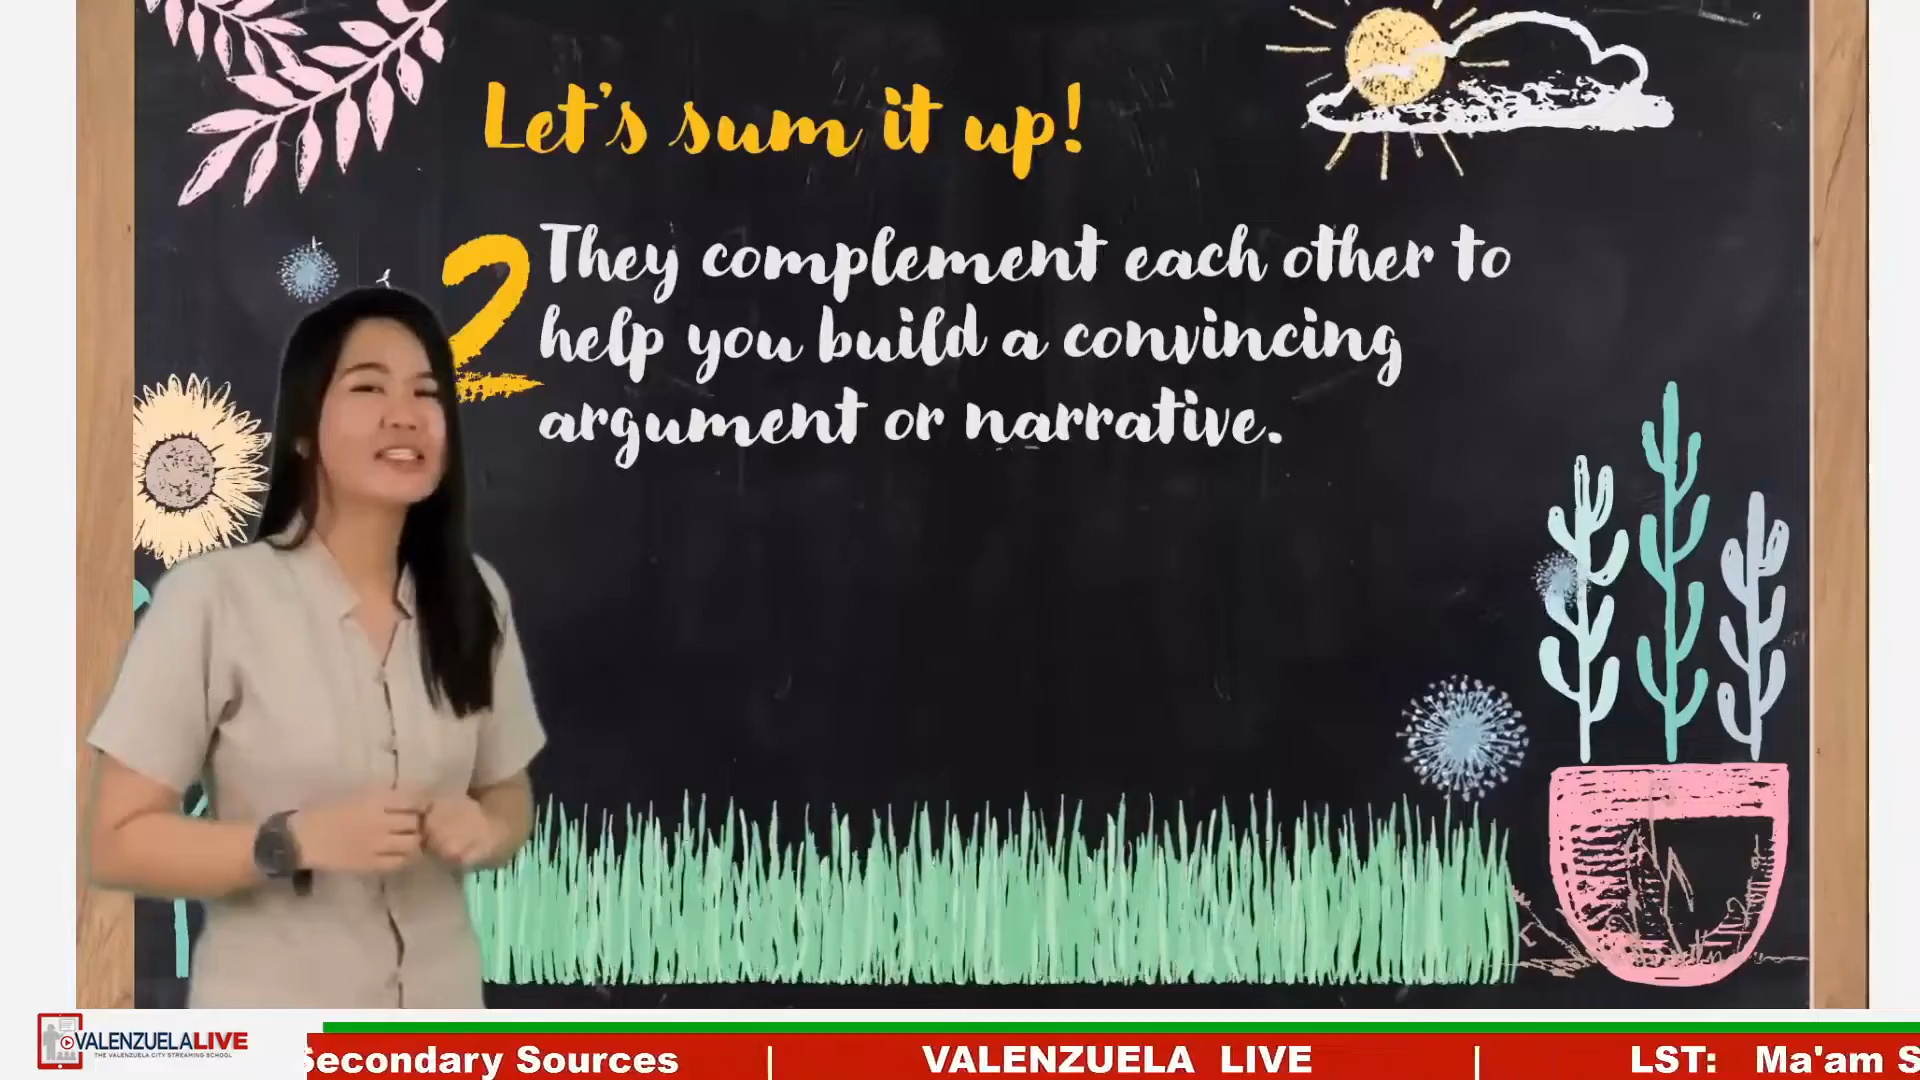 Let's sum it up!
2
They complement each other to
help you build a convincing
argument or narrative.
VALENZUELALIVE
THE VALENZUELA CITY STREAMING SCHOOL
Secondary Sources | VALENZUELA LIVE | LST: Ma'am S